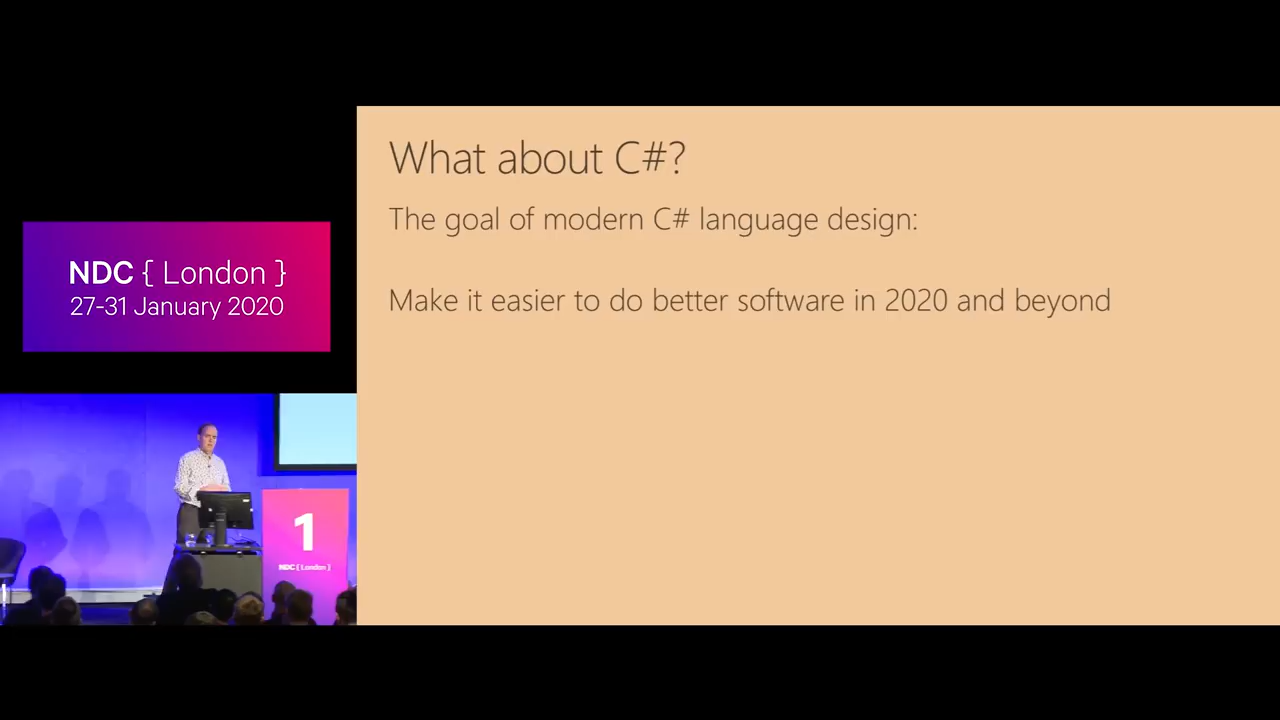 What about C#?
The goal of modern C# language design:
Make it easier to do better software in 2020 and beyond
NDC { London }
27-31 January 2020
1
NDC { London }